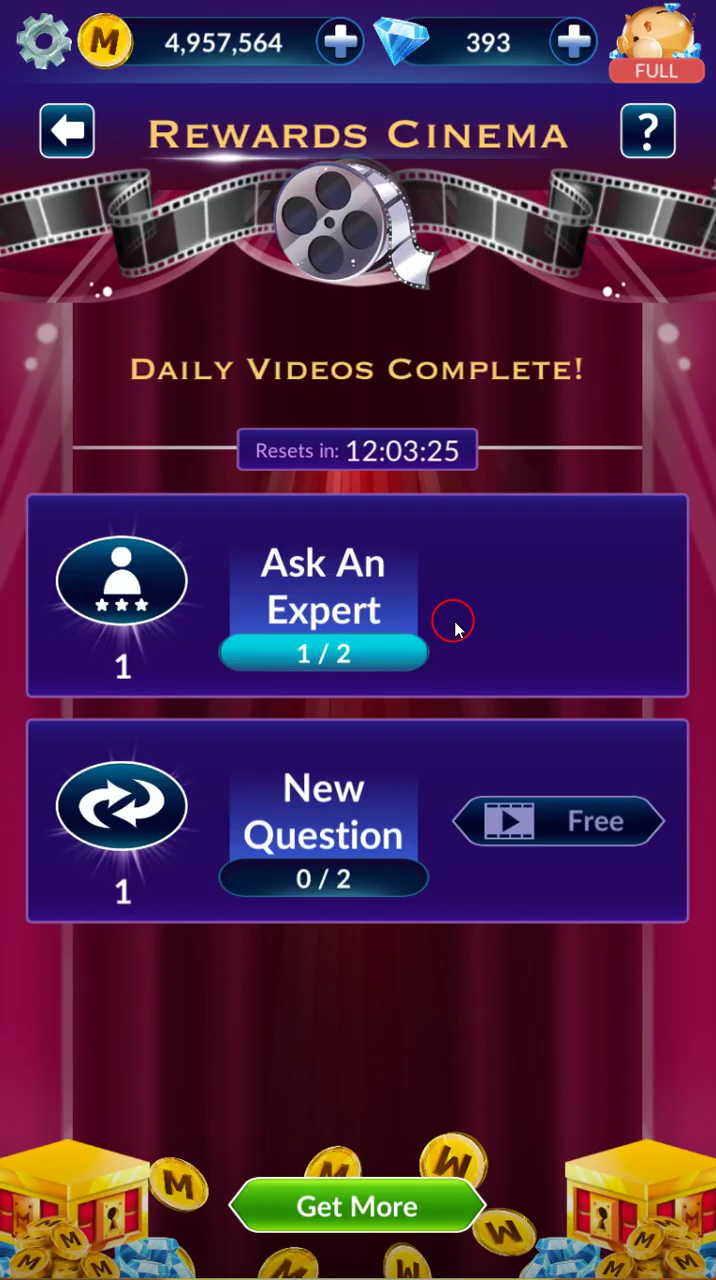 M 4,957,564 393
FULL
REWARDS CINEMA ?
DAILY VIDEOS COMPLETE!
Resets in: 12:03:25
Ask An
Expert
1 / 2
1
New
Question
Free
0 / 2
1
M M W
Get More
W
M M M M M M
M W